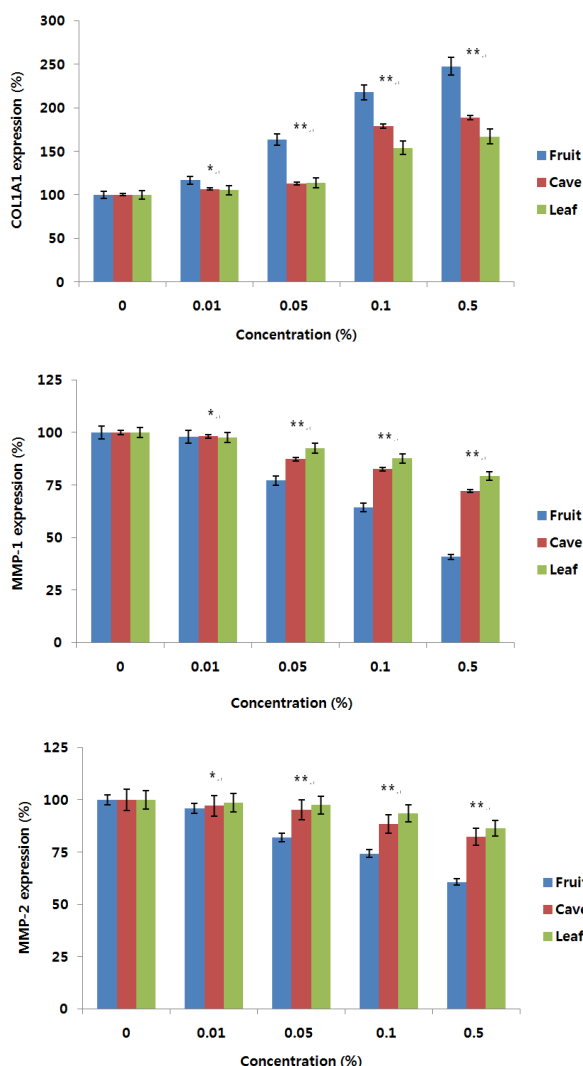 COL1A1 expression (%)
300
250
200
150
100
50
0
*
**
**
**
0 0.01 0.05 0.1 0.5
Concentration (%)
Fruit
Cave
Leaf
MMP-1 expression (%)
125
100
75
50
25
0
*
**
**
**
0 0.01 0.05 0.1 0.5
Concentration (%)
Fruit
Cave
Leaf
MMP-2 expression (%)
125
100
75
50
25
0
*
**
**
**
0 0.01 0.05 0.1 0.5
Concentration (%)
Fruit
Cave
Leaf